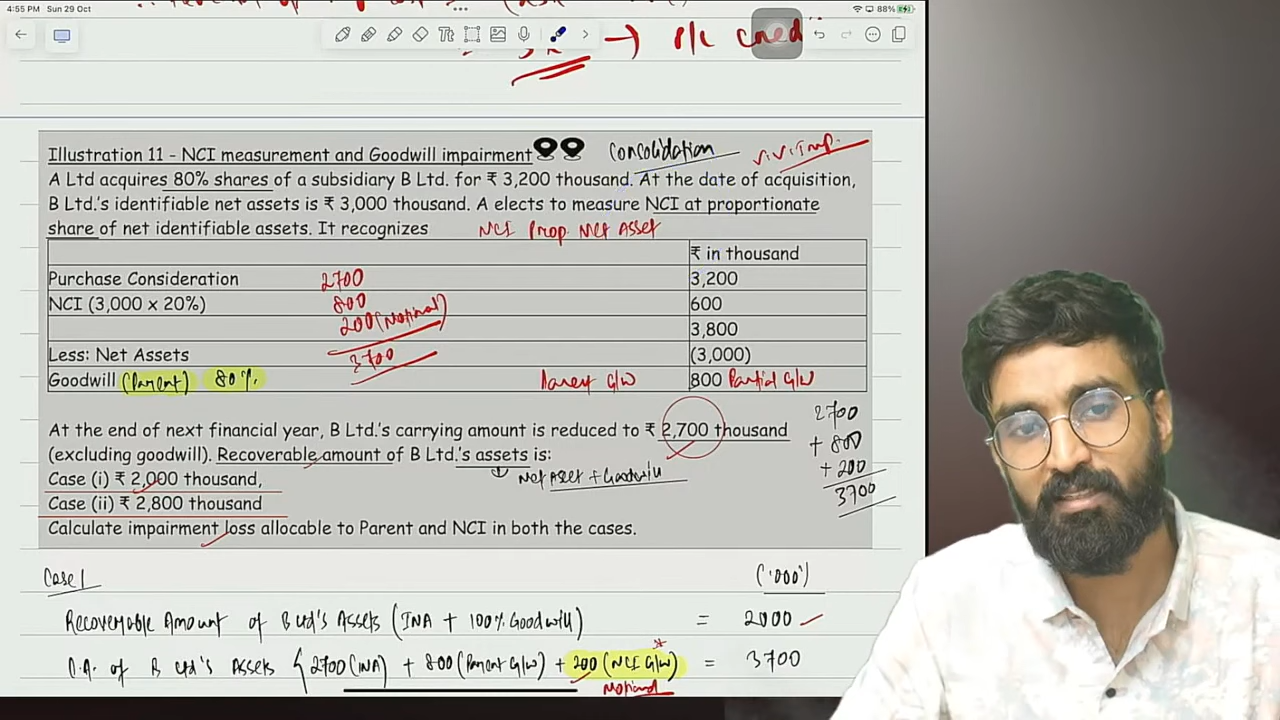 4:55 PM Sun 29 Oct
88%
→ P/L cred
Illustration 11 - NCI measurement and Goodwill impairment Consolidation V.V.Imp.
A Ltd acquires 80% shares of a subsidiary B Ltd. for ₹ 3,200 thousand. At the date of acquisition,
B Ltd.'s identifiable net assets is ₹ 3,000 thousand. A elects to measure NCI at proportionate
share of net identifiable assets. It recognizes NCI Prop Net Asset
₹ in thousand
Purchase Consideration 2700 3,200
NCI (3,000 x 20%) 800 600
200 (Notional) 3,800
Less: Net Assets 3700 (3,000)
Goodwill (Parent) 80% Parent G/W 800 Partial G/W
2700
At the end of next financial year, B Ltd.'s carrying amount is reduced to ₹ 2,700 thousand
+ 800
(excluding goodwill). Recoverable amount of B Ltd.'s assets is:
+ 200
Net Asset + Goodwill
Case (i) ₹ 2,000 thousand,
3700
Case (ii) ₹ 2,800 thousand
Calculate impairment loss allocable to Parent and NCI in both the cases.
Case 1 ('000)
Recoverable Amount of B Ltd's Assets (INA + 100% Goodwill) = 2000
C.A. of B Ltd's Assets { 2700 (INA) + 800 (Parent G/W) + 200 (NCI G/W) = 3700
Notional